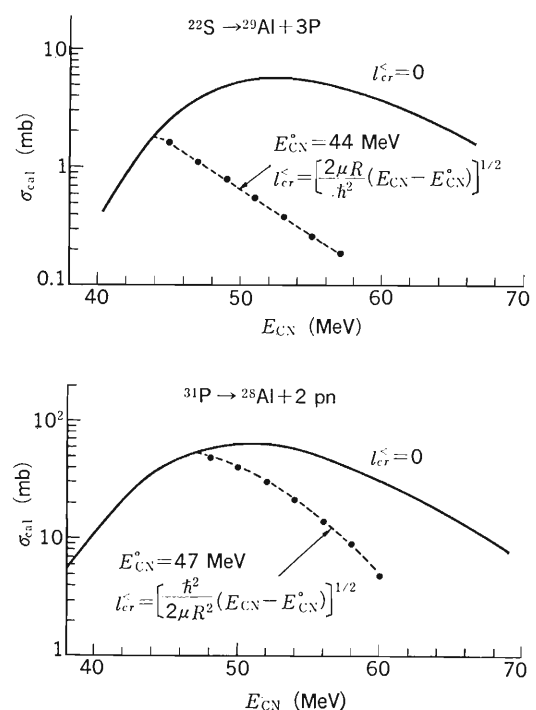 ²²S → ²⁹Al + 3P
10
1
0.1
σcal (mb)
l<cr = 0
E°CN = 44 MeV
l<cr = [2μR/ħ² (ECN − E°CN)]^1/2
40 50 60 70
ECN (MeV)
³¹P → ²⁸Al + 2 pn
10²
10
1
σcal (mb)
l<cr = 0
E°CN = 47 MeV
l<cr = [ħ²/2μR² (ECN − E°CN)]^1/2
40 50 60 70
ECN (MeV)